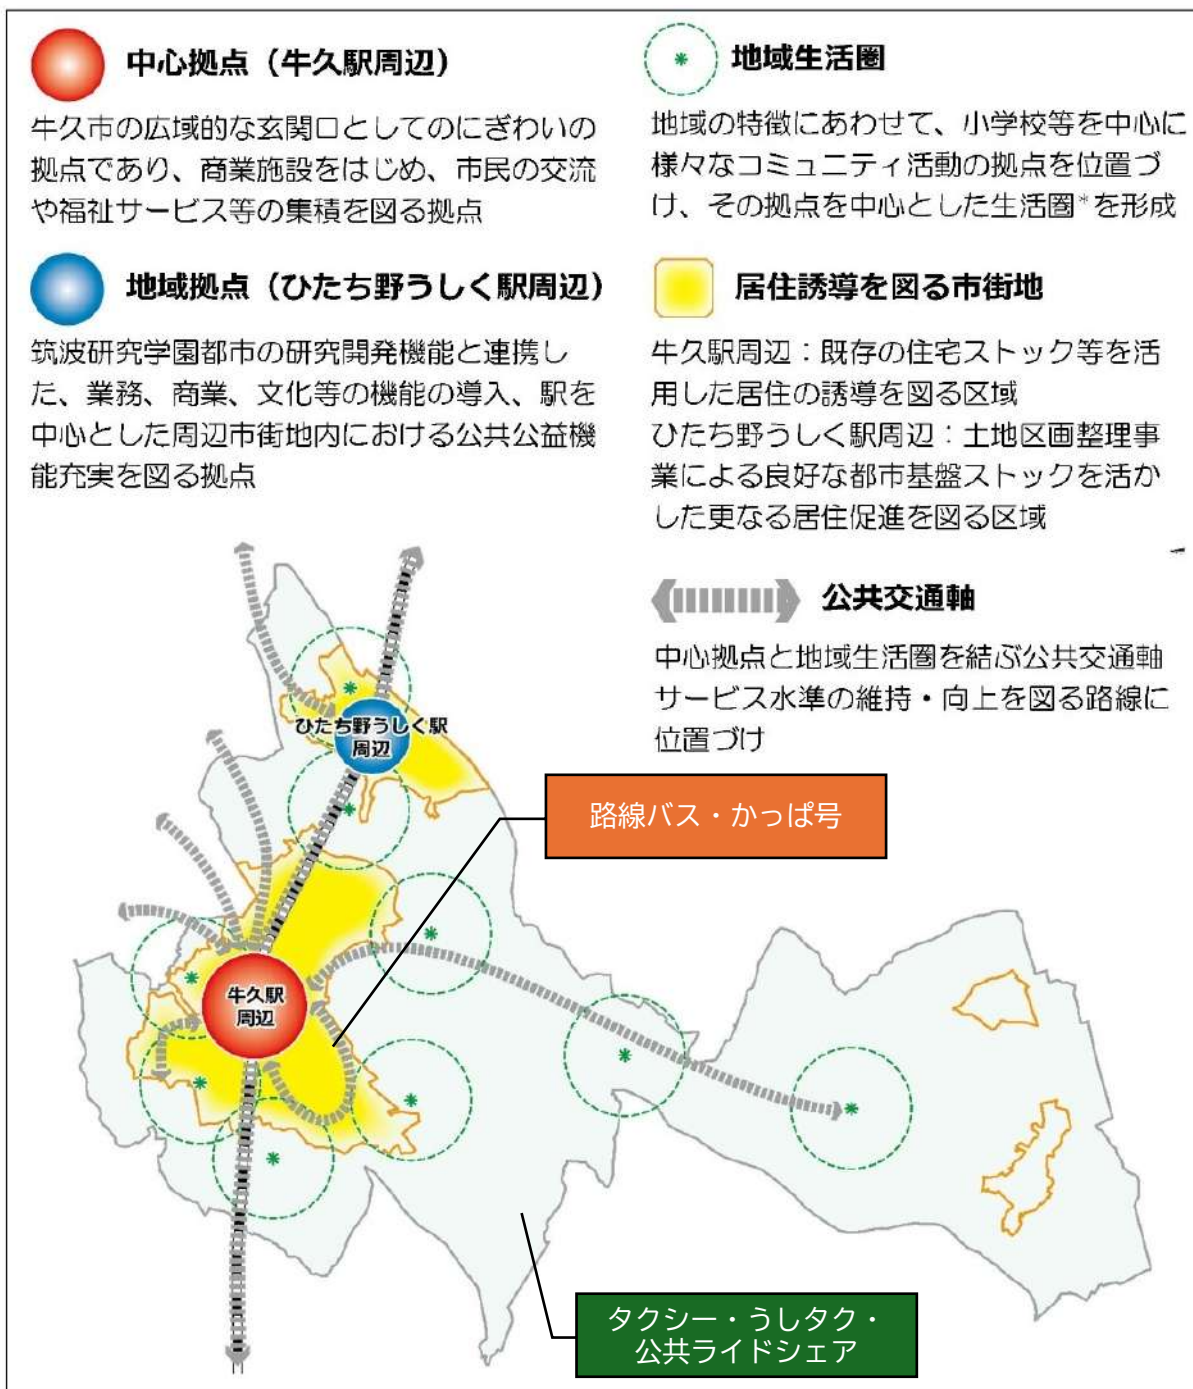 中心拠点（牛久駅周辺）
牛久市の広域的な玄関口としてのにぎわいの
拠点であり、商業施設をはじめ、市民の交流
や福祉サービス等の集積を図る拠点
地域拠点（ひたち野うしく駅周辺）
筑波研究学園都市の研究開発機能と連携し
た、業務、商業、文化等の機能の導入、駅を
中心とした周辺市街地内における公共公益機
能充実を図る拠点
地域生活圏
地域の特徴にあわせて、小学校等を中心に
様々なコミュニティ活動の拠点を位置づ
け、その拠点を中心とした生活圏*を形成
居住誘導を図る市街地
牛久駅周辺：既存の住宅ストック等を活
用した居住の誘導を図る区域
ひたち野うしく駅周辺：土地区画整理事
業による良好な都市基盤ストックを活か
した更なる居住促進を図る区域
公共交通軸
中心拠点と地域生活圏を結ぶ公共交通軸
サービス水準の維持・向上を図る路線に
位置づけ
ひたち野うしく駅
周辺
路線バス・かっぱ号
牛久駅
周辺
タクシー・うしタク・
公共ライドシェア